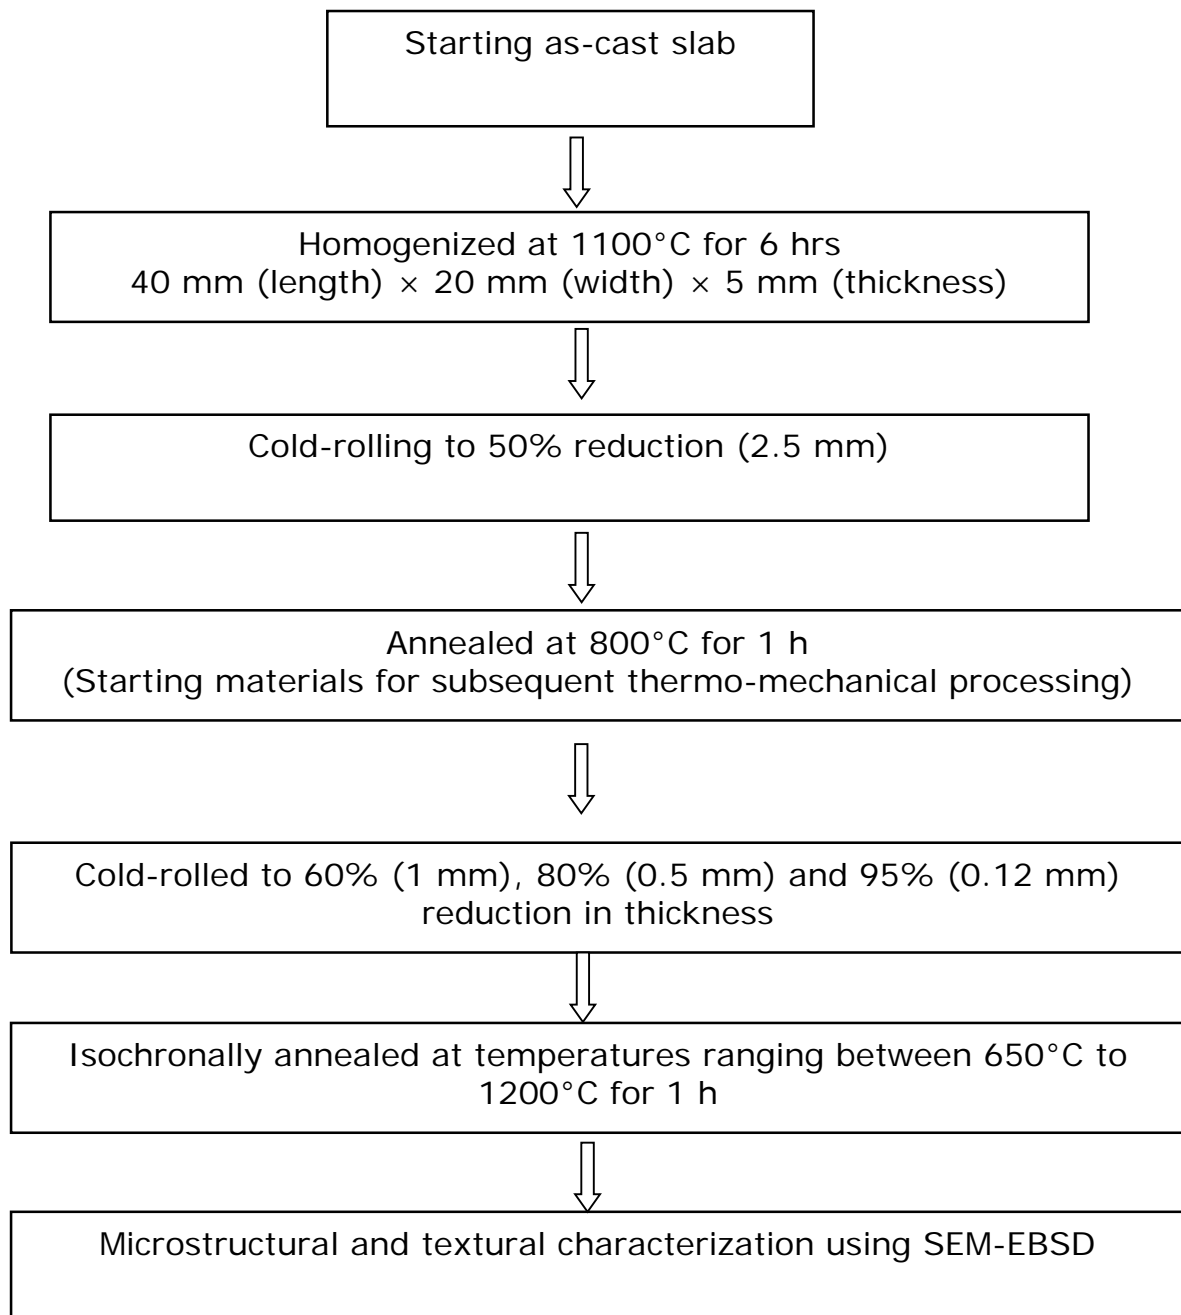 Starting as-cast slab
Homogenized at 1100°C for 6 hrs
40 mm (length) × 20 mm (width) × 5 mm (thickness)
Cold-rolling to 50% reduction (2.5 mm)
Annealed at 800°C for 1 h
(Starting materials for subsequent thermo-mechanical processing)
Cold-rolled to 60% (1 mm), 80% (0.5 mm) and 95% (0.12 mm)
reduction in thickness
Isochronally annealed at temperatures ranging between 650°C to
1200°C for 1 h
Microstructural and textural characterization using SEM-EBSD